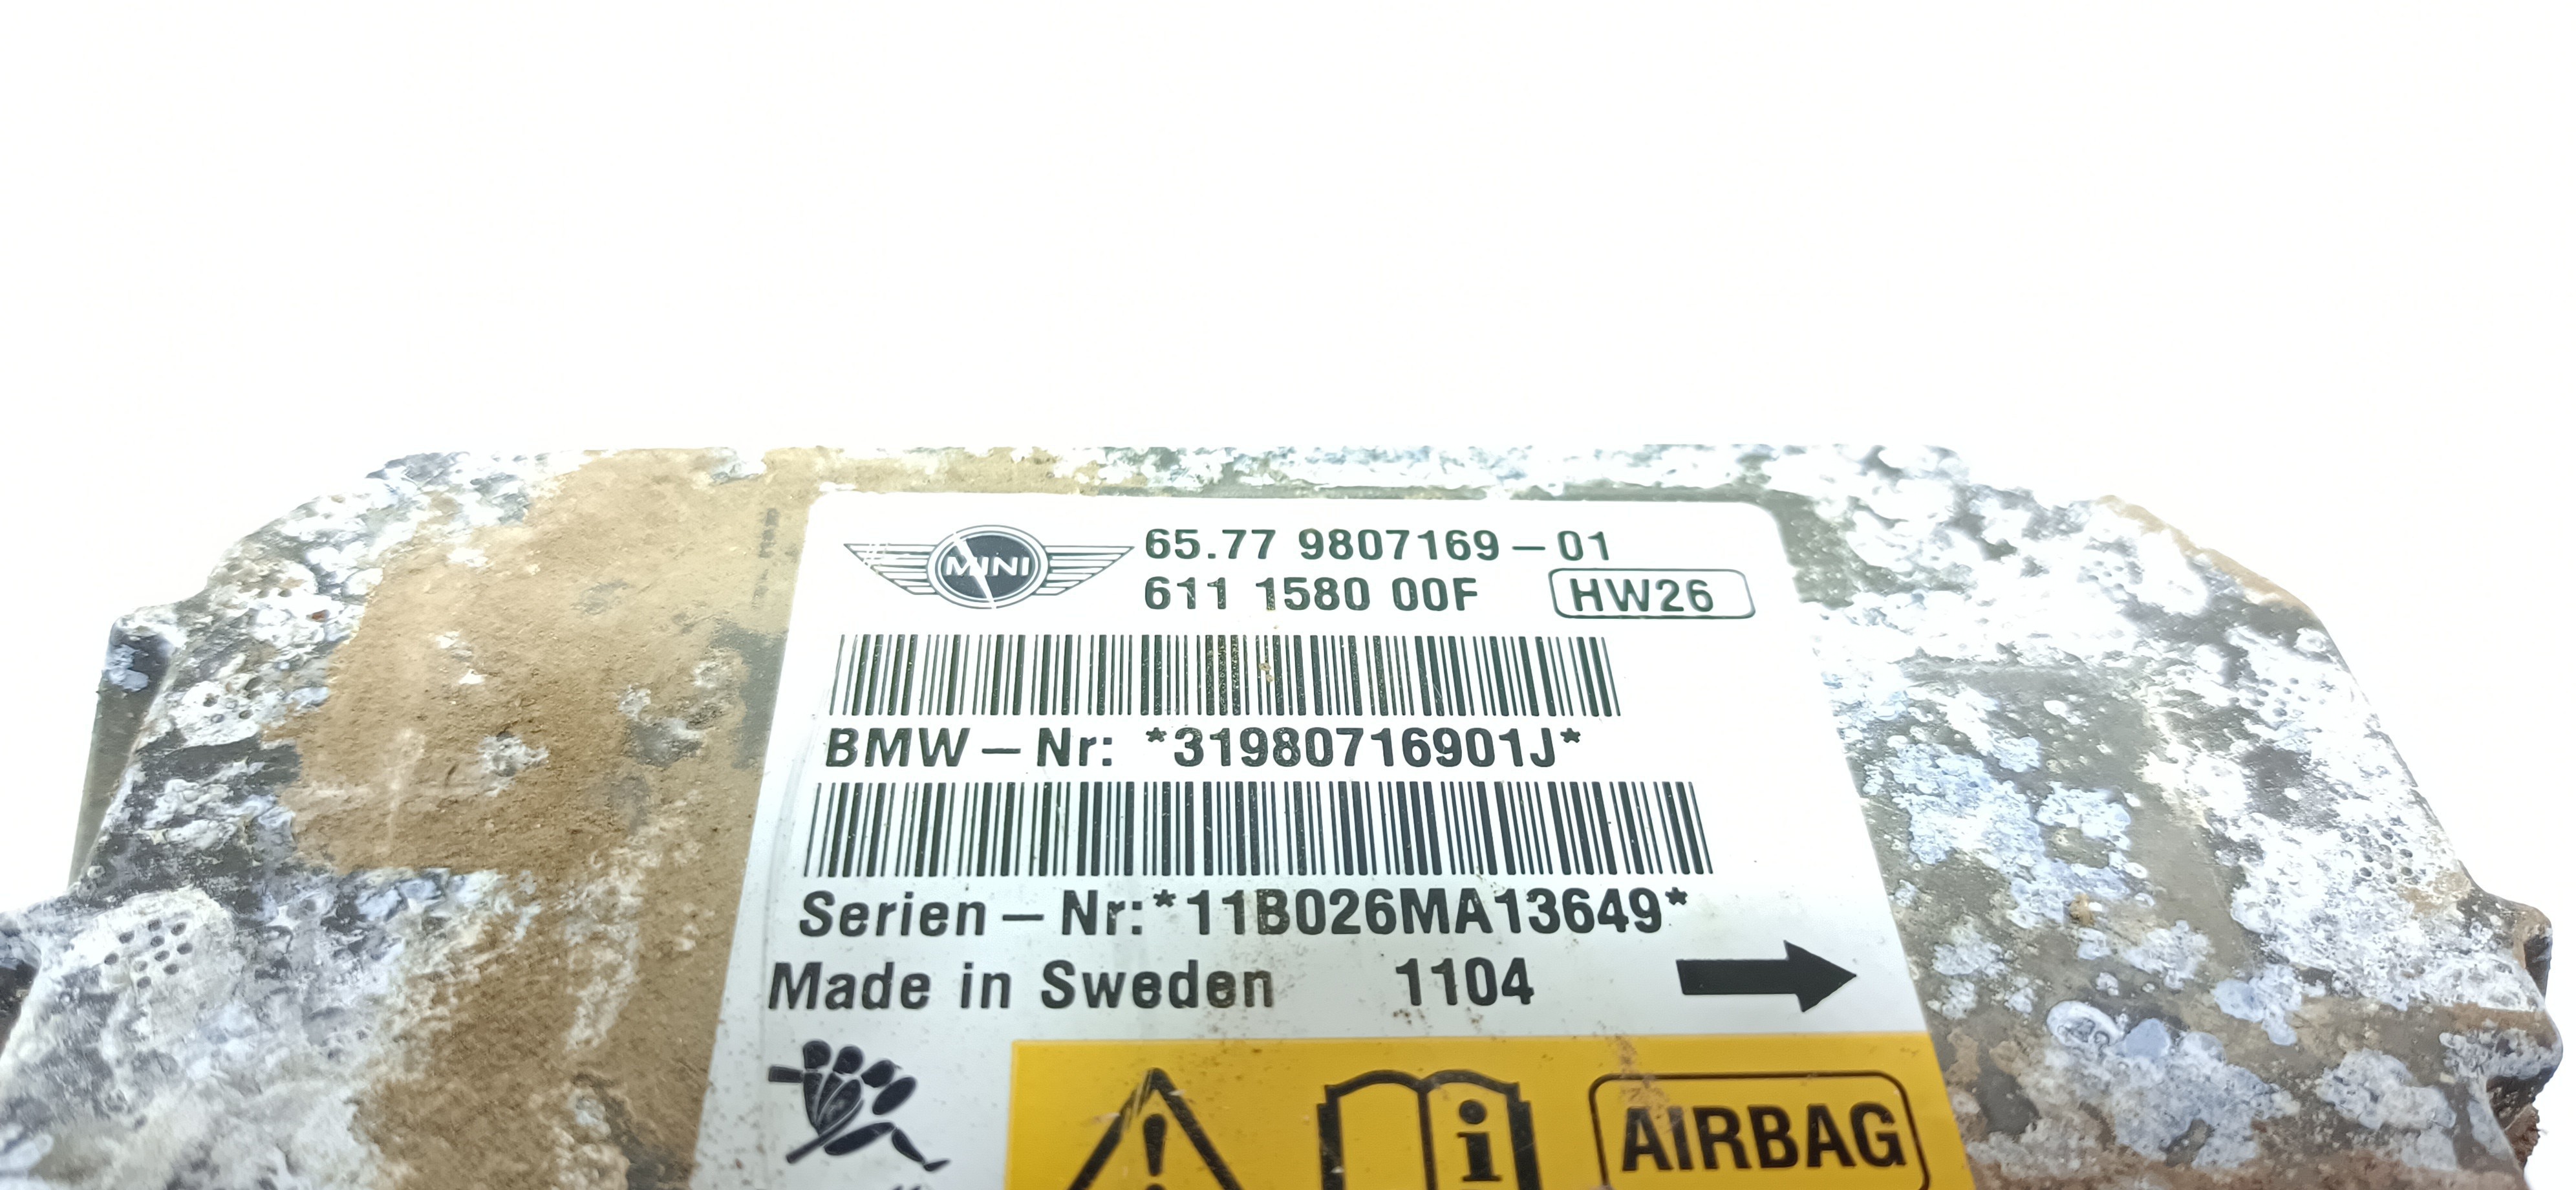 MINI
65.77 9807169-01
611 1580 00F HW26
BMW-Nr: *31980716901J*
Serien-Nr:*11B026MA13649*
Made in Sweden 1104
AIRBAG